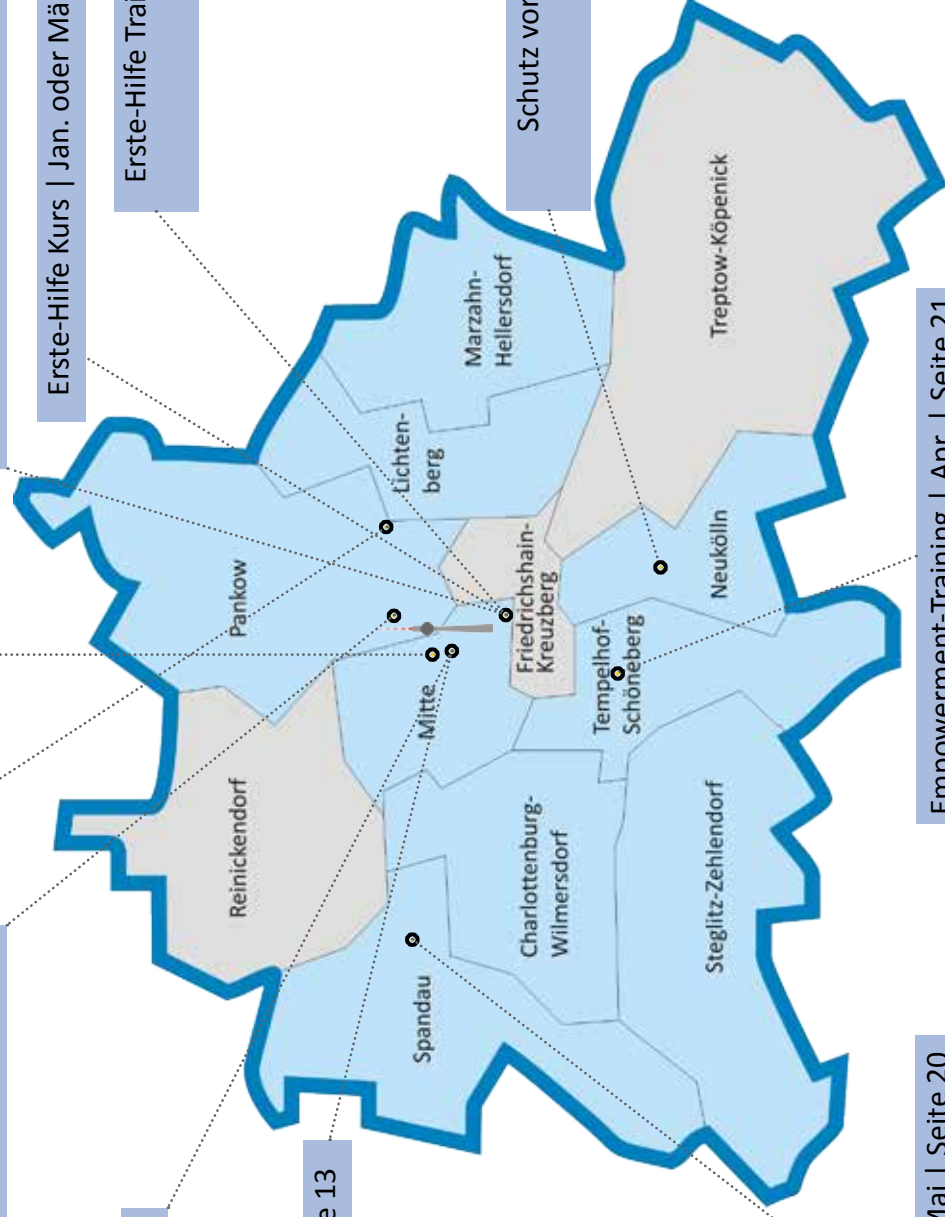 Erste-Hilfe Kurs | Jan. oder Mä
Erste-Hilfe Trai
Reinickendorf
Pankow
e 13
Spandau
Mitte
Lichten-
berg
Marzahn-
Hellersdorf
Charlottenburg-
Wilmersdorf
Friedrichshain-
Kreuzberg
Schutz vor
Tempelhof-
Schöneberg
Steglitz-Zehlendorf
Neukölln
Treptow-Köpenick
Mai | Seite 20
Empowerment-Training | Apr. | Seite 21